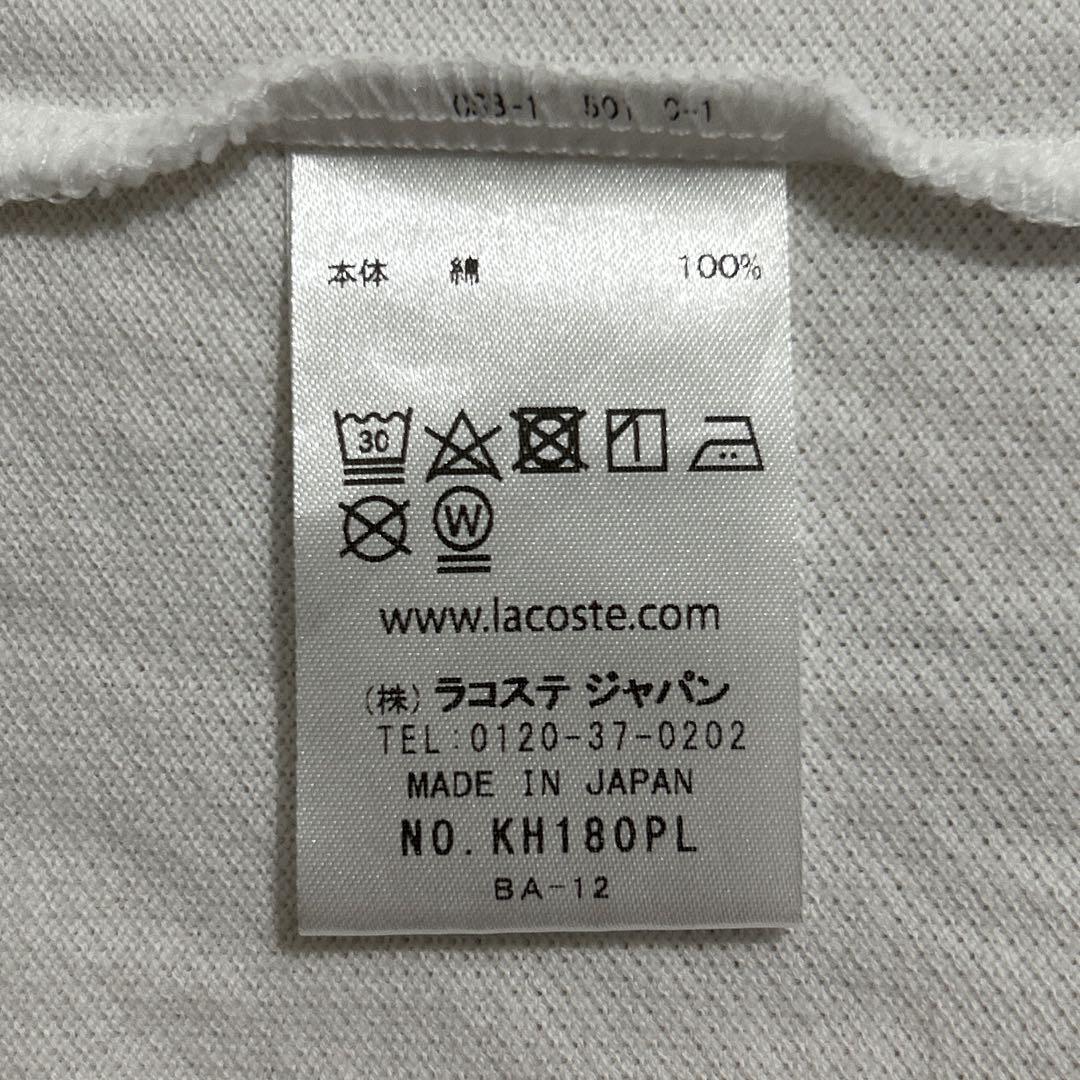 本体 綿 100%
30
W
www.lacoste.com
(株)ラコステ ジャパン
TEL:0120-37-0202
MADE IN JAPAN
NO.KH180PL
BA-12